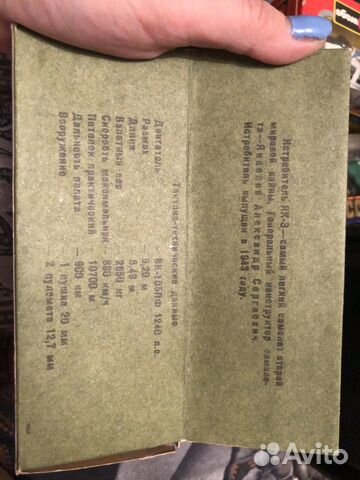 Истребитель ЯК-3—самый легкий самолет второй
мировой войны. Генеральный конструктор самоле-
та—Яковлев Александр Сергеевич.
Истребитель выпущен в 1943 году.
Тактико-технические данные
Двигатель — ВК-105ПФ 1240 л.с.
Размах — 9,20 м
Длина — 8,49 м
Взлетный вес 2650 кг
Скорость максимальная 660 км/ч
Потолок практический 10700 м
Дальность полета — 900 км
Вооружение 1 пушка 20 мм
2 пулемета 12,7 мм
Avito